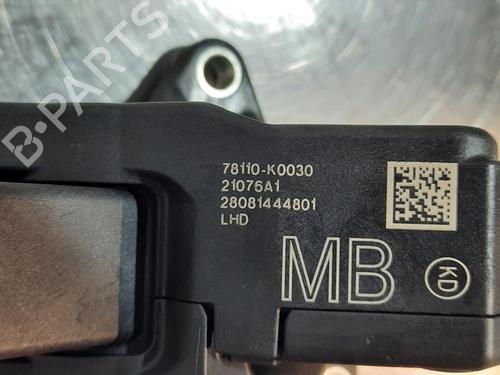 B-PARTS
78110-K0030
21076A1
28081444801
LHD
MB
KD